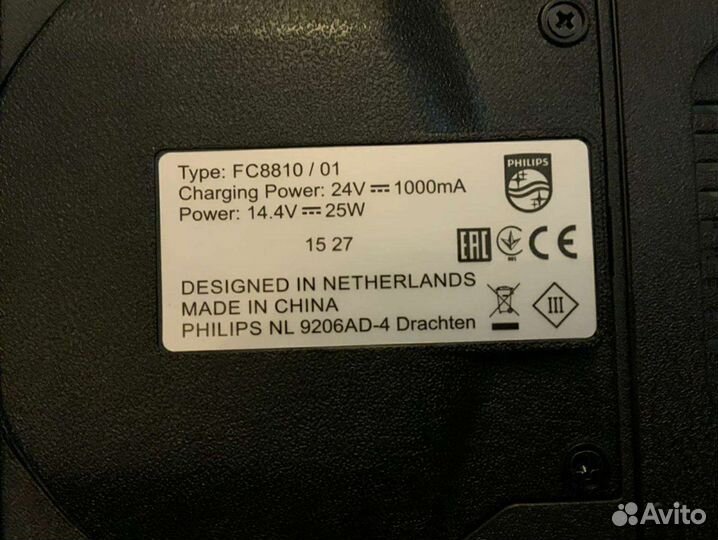 Type: FC8810 / 01
Charging Power: 24V ⎓ 1000mA
Power: 14.4V ⎓ 25W
15 27
PHILIPS
EAC
CE
DESIGNED IN NETHERLANDS
MADE IN CHINA
PHILIPS NL 9206AD-4 Drachten
III
Avito